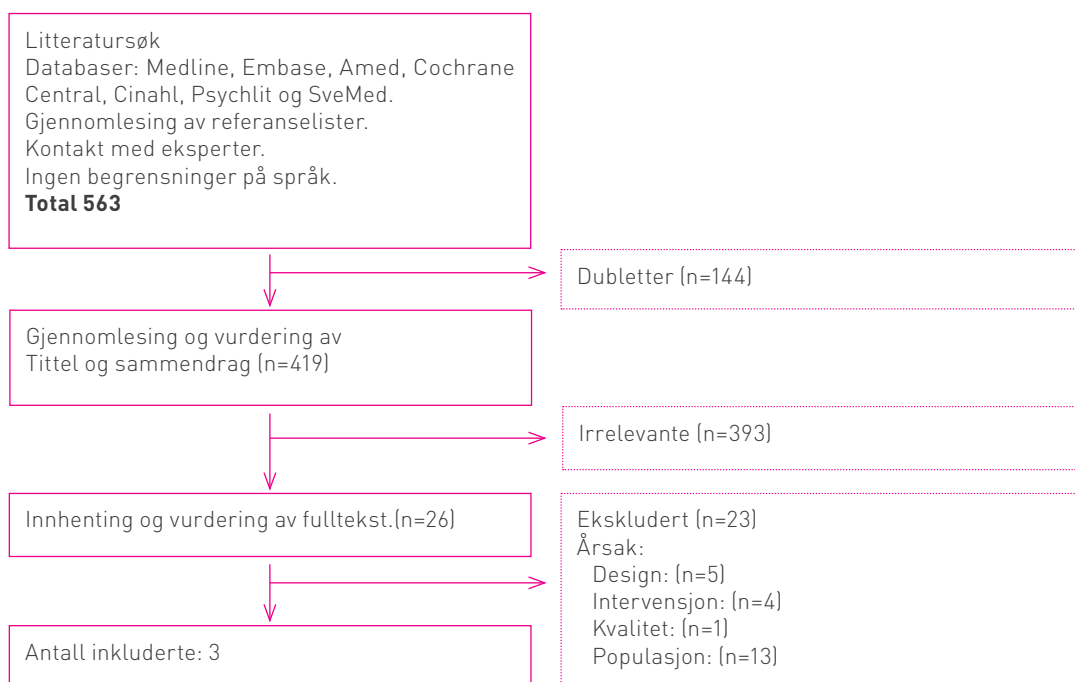 Litteratursøk
Databaser: Medline, Embase, Amed, Cochrane
Central, Cinahl, Psychlit og SveMed.
Gjennomlesing av referanselister.
Kontakt med eksperter.
Ingen begrensninger på språk.
Total 563
Dubletter (n=144)
Gjennomlesing og vurdering av
Tittel og sammendrag (n=419)
Irrelevante (n=393)
Innhenting og vurdering av fulltekst.(n=26)
Ekskludert (n=23)
Årsak:
Design: (n=5)
Intervensjon: (n=4)
Kvalitet: (n=1)
Populasjon: (n=13)
Antall inkluderte: 3